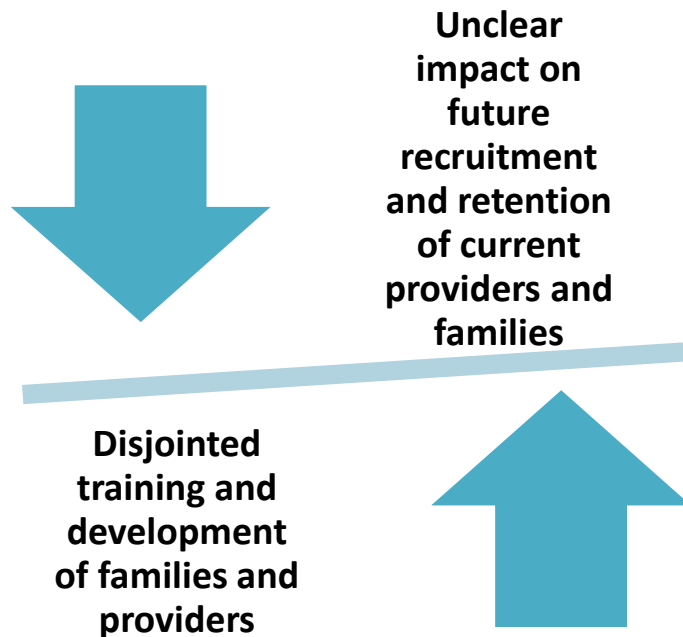 Unclear
impact on
future
recruitment
and retention
of current
providers and
families
Disjointed
training and
development
of families and
providers